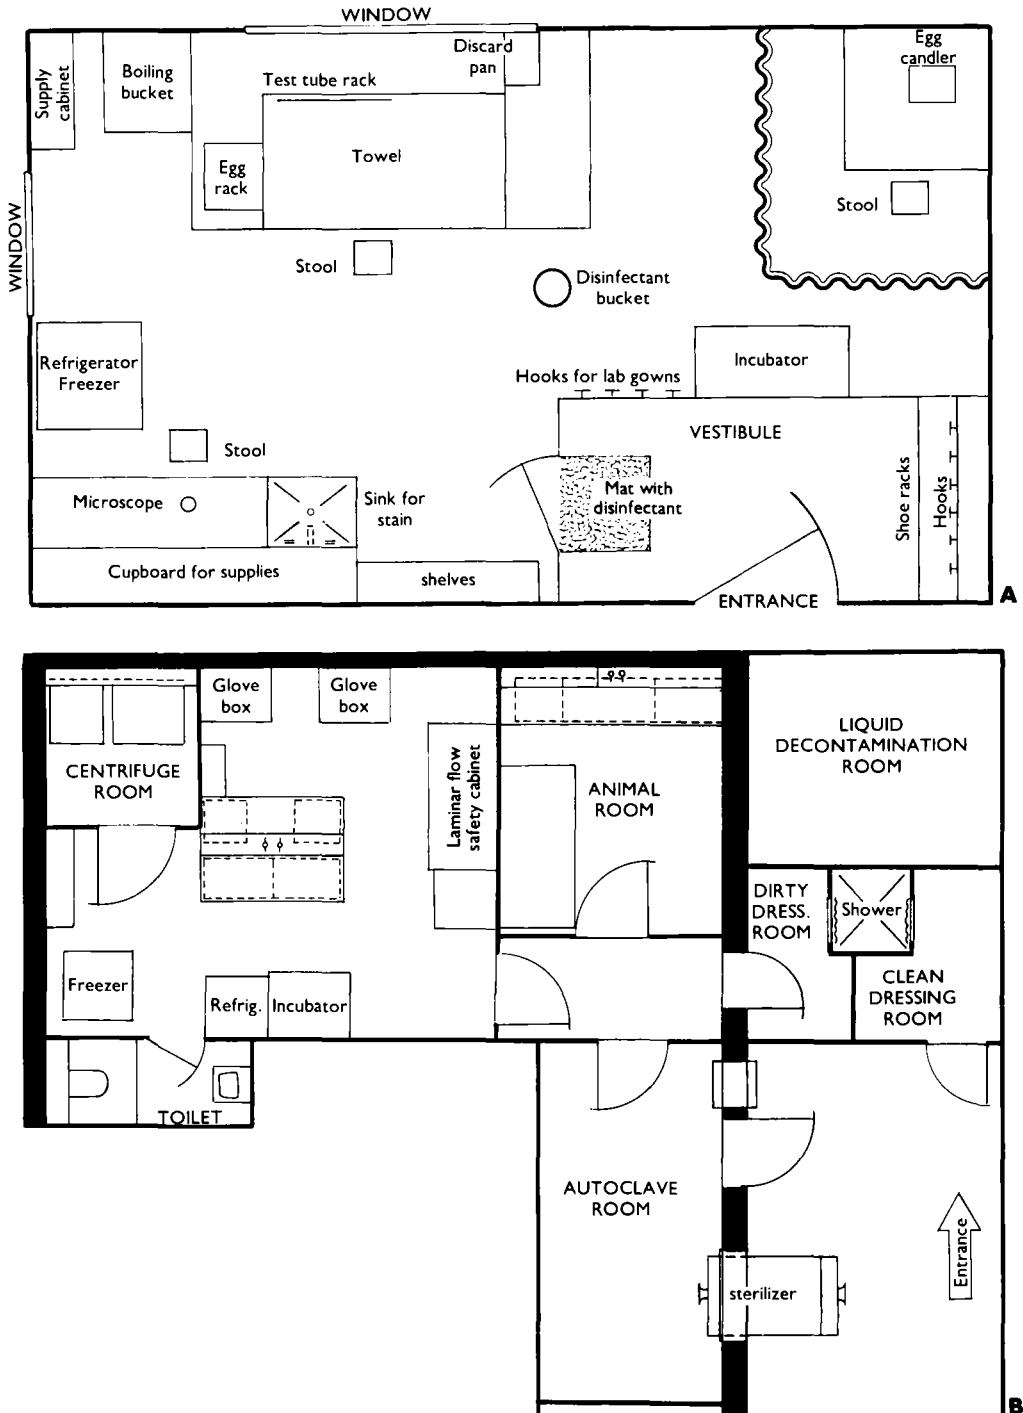 WINDOW
Discard
pan
Egg
candler
Supply
cabinet
Boiling
bucket
Test tube rack
Towel
Egg
rack
Stool
WINDOW
Stool
Disinfectant
bucket
Refrigerator
Freezer
Incubator
Hooks for lab gowns
VESTIBULE
Stool
Microscope
Sink for
stain
Mat with
disinfectant
Shoe racks
Hooks
Cupboard for supplies
shelves
ENTRANCE
A
Glove
box
Glove
box
LIQUID
DECONTAMINATION
ROOM
CENTRIFUGE
ROOM
Laminar flow
safety cabinet
ANIMAL
ROOM
DIRTY
DRESS.
ROOM
Shower
CLEAN
DRESSING
ROOM
Freezer
Refrig.
Incubator
TOILET
AUTOCLAVE
ROOM
Entrance
sterilizer
B